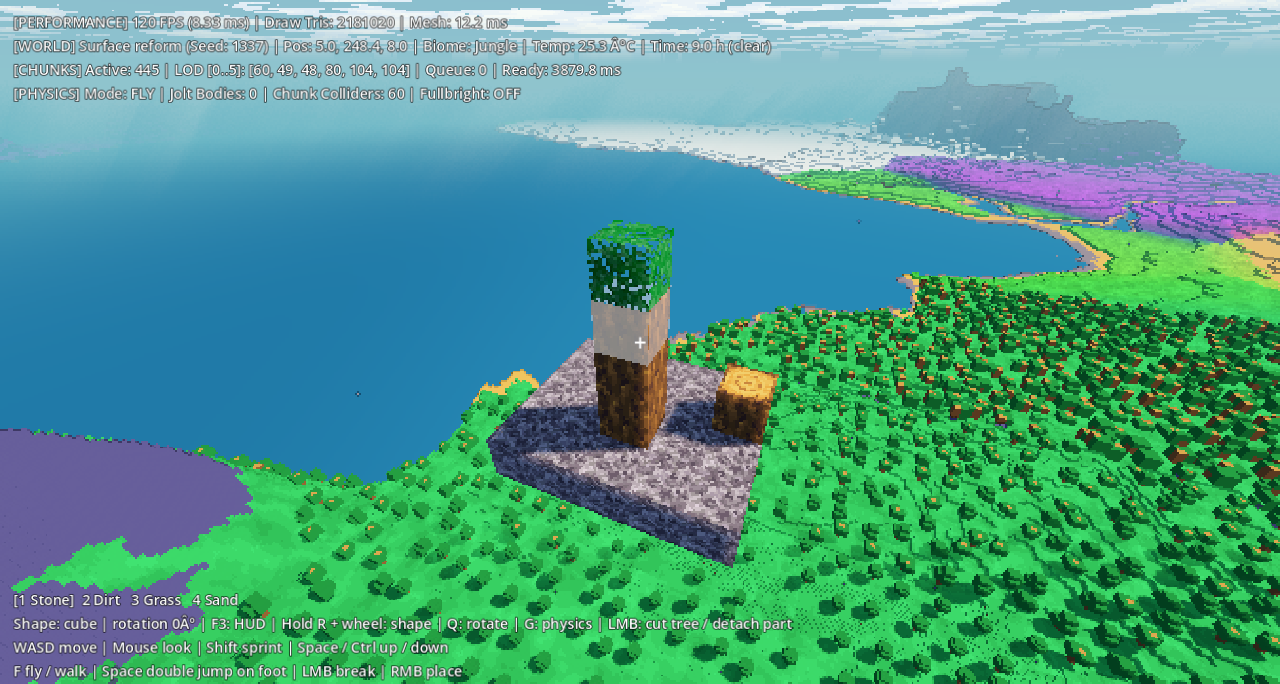 [PERFORMANCE] 120 FPS (8.33 ms) | Draw Tris: 2181020 | Mesh: 12.2 ms
[WORLD] Surface reform (Seed: 1337) | Pos: 5.0, 248.4, 8.0 | Biome: Jungle | Temp: 25.3 Â°C | Time: 9.0 h (clear)
[CHUNKS] Active: 445 | LOD [0..5]: [60, 49, 48, 80, 104, 104] | Queue: 0 | Ready: 3879.8 ms
[PHYSICS] Mode: FLY | Jolt Bodies: 0 | Chunk Colliders: 60 | Fullbright: OFF
[1 Stone] 2 Dirt 3 Grass 4 Sand
Shape: cube | rotation 0Â° | F3: HUD | Hold R + wheel: shape | Q: rotate | G: physics | LMB: cut tree / detach part
WASD move | Mouse look | Shift sprint | Space / Ctrl up / down
F fly / walk | Space double jump on foot | LMB break | RMB place